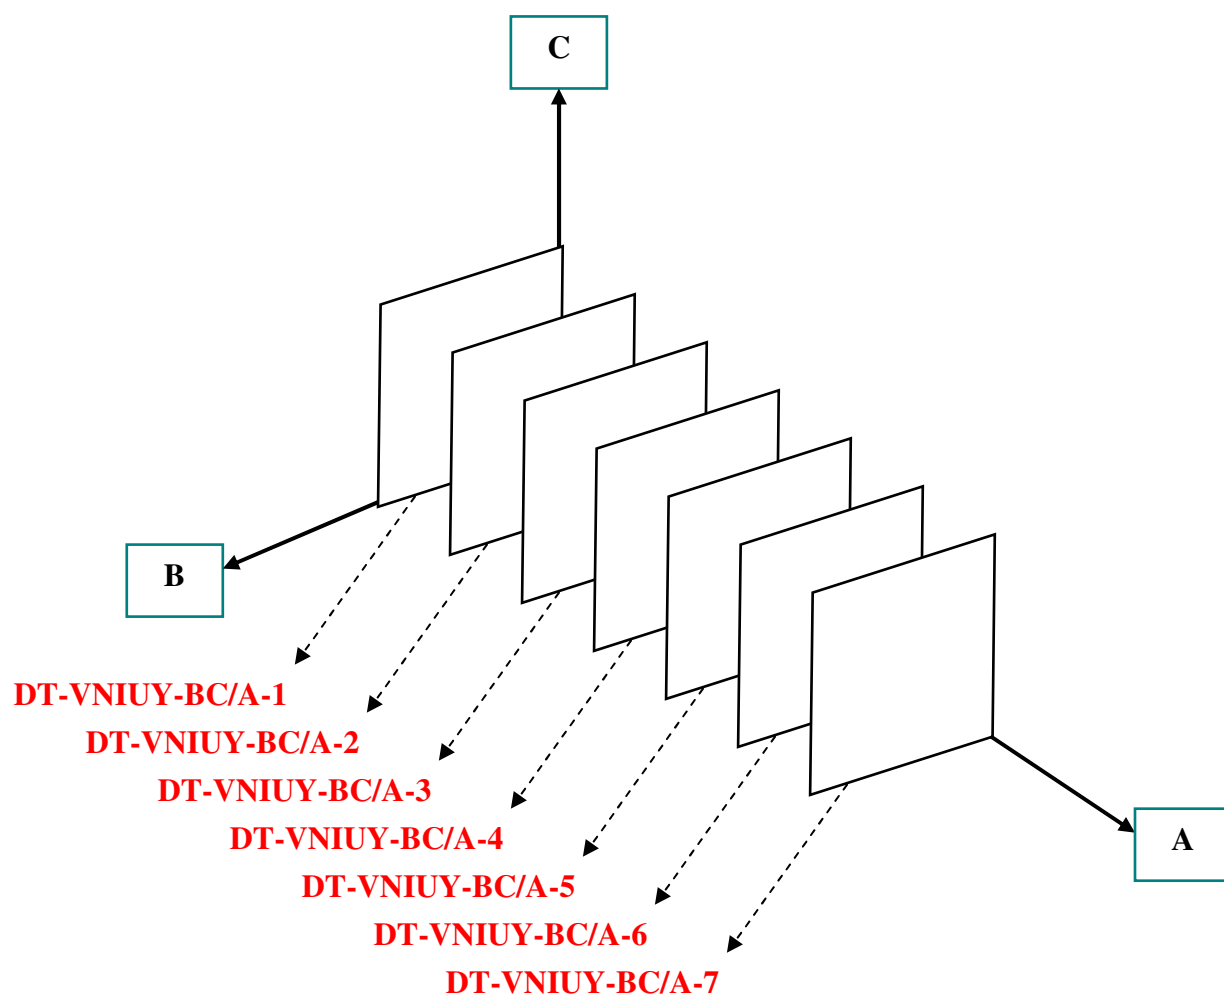 C
B
DT-VNIUY-BC/A-1
DT-VNIUY-BC/A-2
DT-VNIUY-BC/A-3
DT-VNIUY-BC/A-4
A
DT-VNIUY-BC/A-5
DT-VNIUY-BC/A-6
DT-VNIUY-BC/A-7